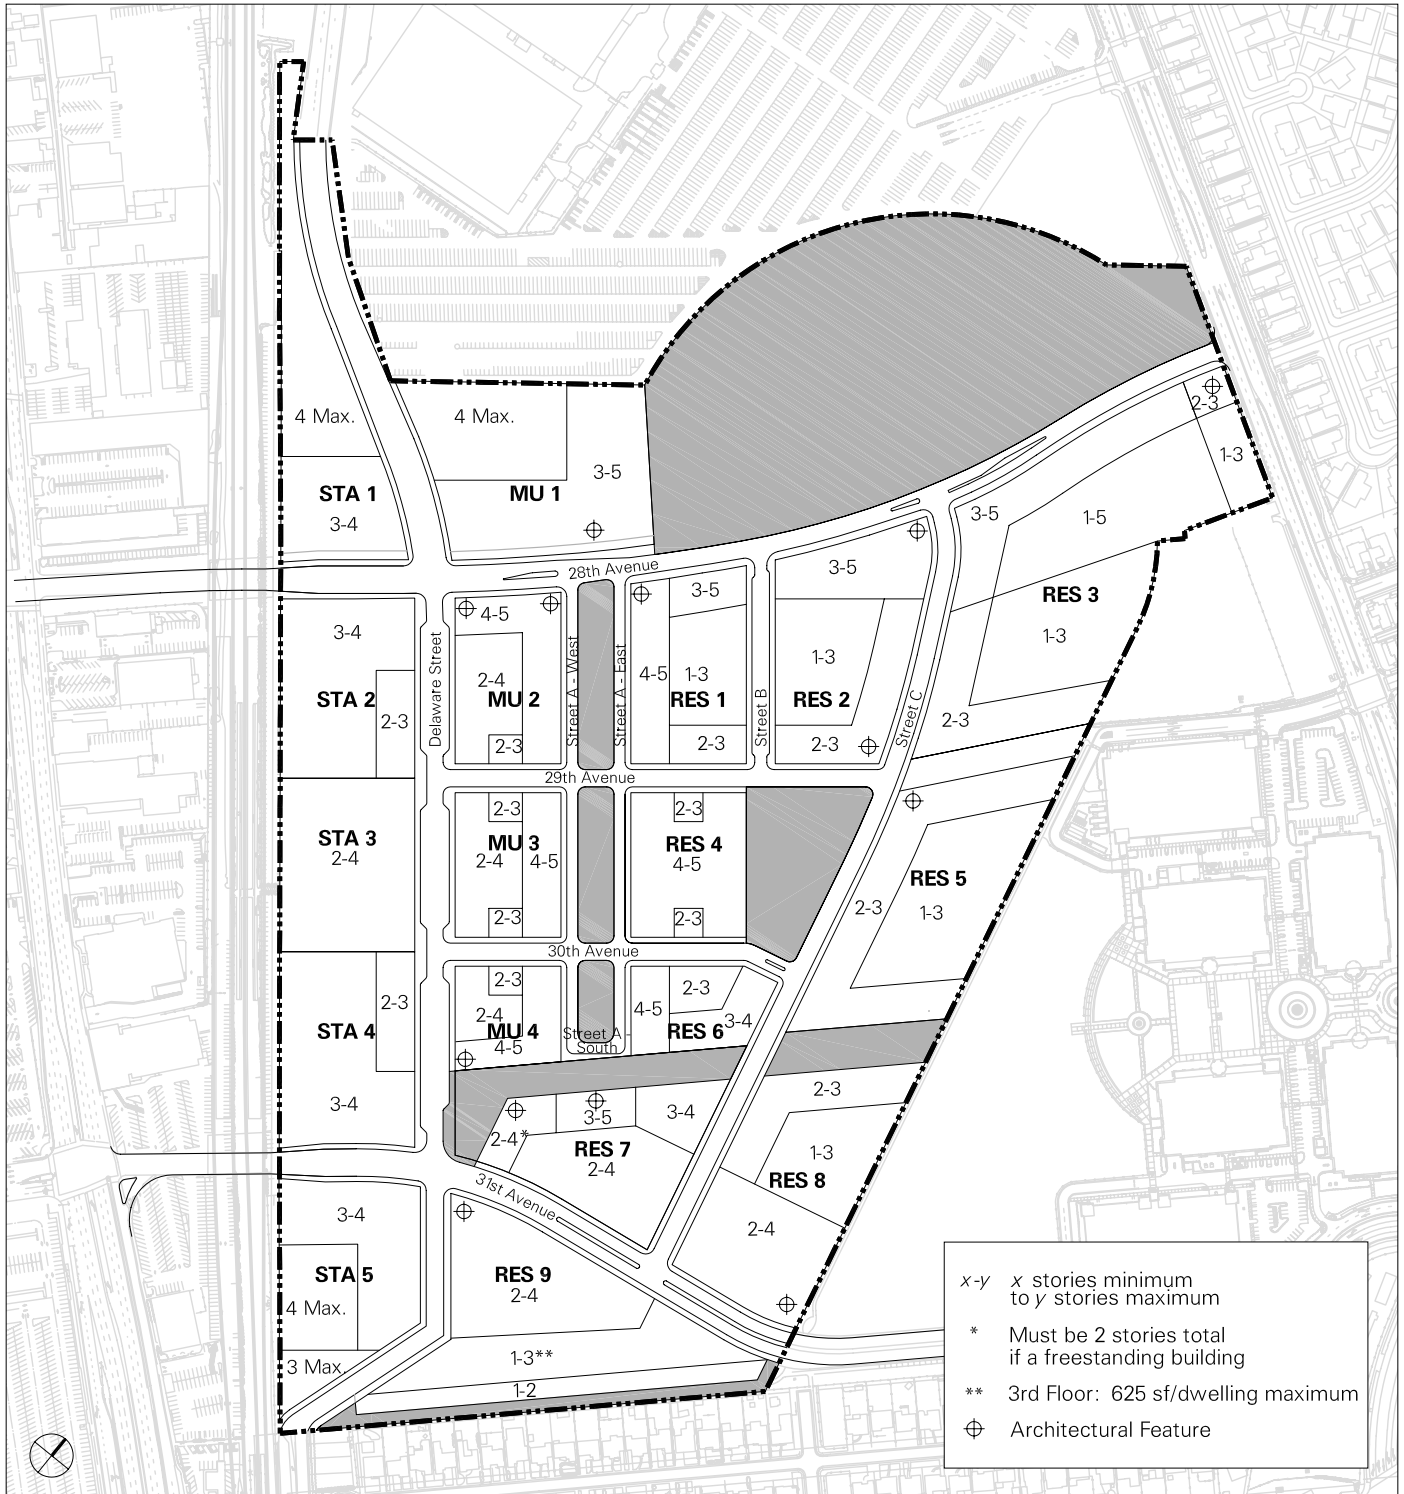 4 Max.
4 Max.
2-3
1-3
3-5
STA 1
MU 1
3-4
3-5
1-5
28th Avenue
3-5
3-5
RES 3
4-5
3-4
1-3
Delaware Street
Street A - West
Street A - East
2-4
4-5
1-3
1-3
STA 2
MU 2
RES 1
Street B
RES 2
Street C
2-3
2-3
2-3
2-3
2-3
29th Avenue
2-3
2-3
STA 3
MU 3
RES 4
2-4
2-4
4-5
4-5
RES 5
2-3
1-3
2-3
2-3
30th Avenue
2-3
2-3
2-3
2-4
4-5
3-4
STA 4
MU 4
Street A -
South
RES 6
4-5
3-4
2-3
3-5
3-4
2-4*
RES 7
2-4
1-3
RES 8
31st Avenue
3-4
2-4
STA 5
RES 9
2-4
4 Max.
1-3**
3 Max.
1-2
x-y x stories minimum
to y stories maximum
* Must be 2 stories total
if a freestanding building
** 3rd Floor: 625 sf/dwelling maximum
Architectural Feature